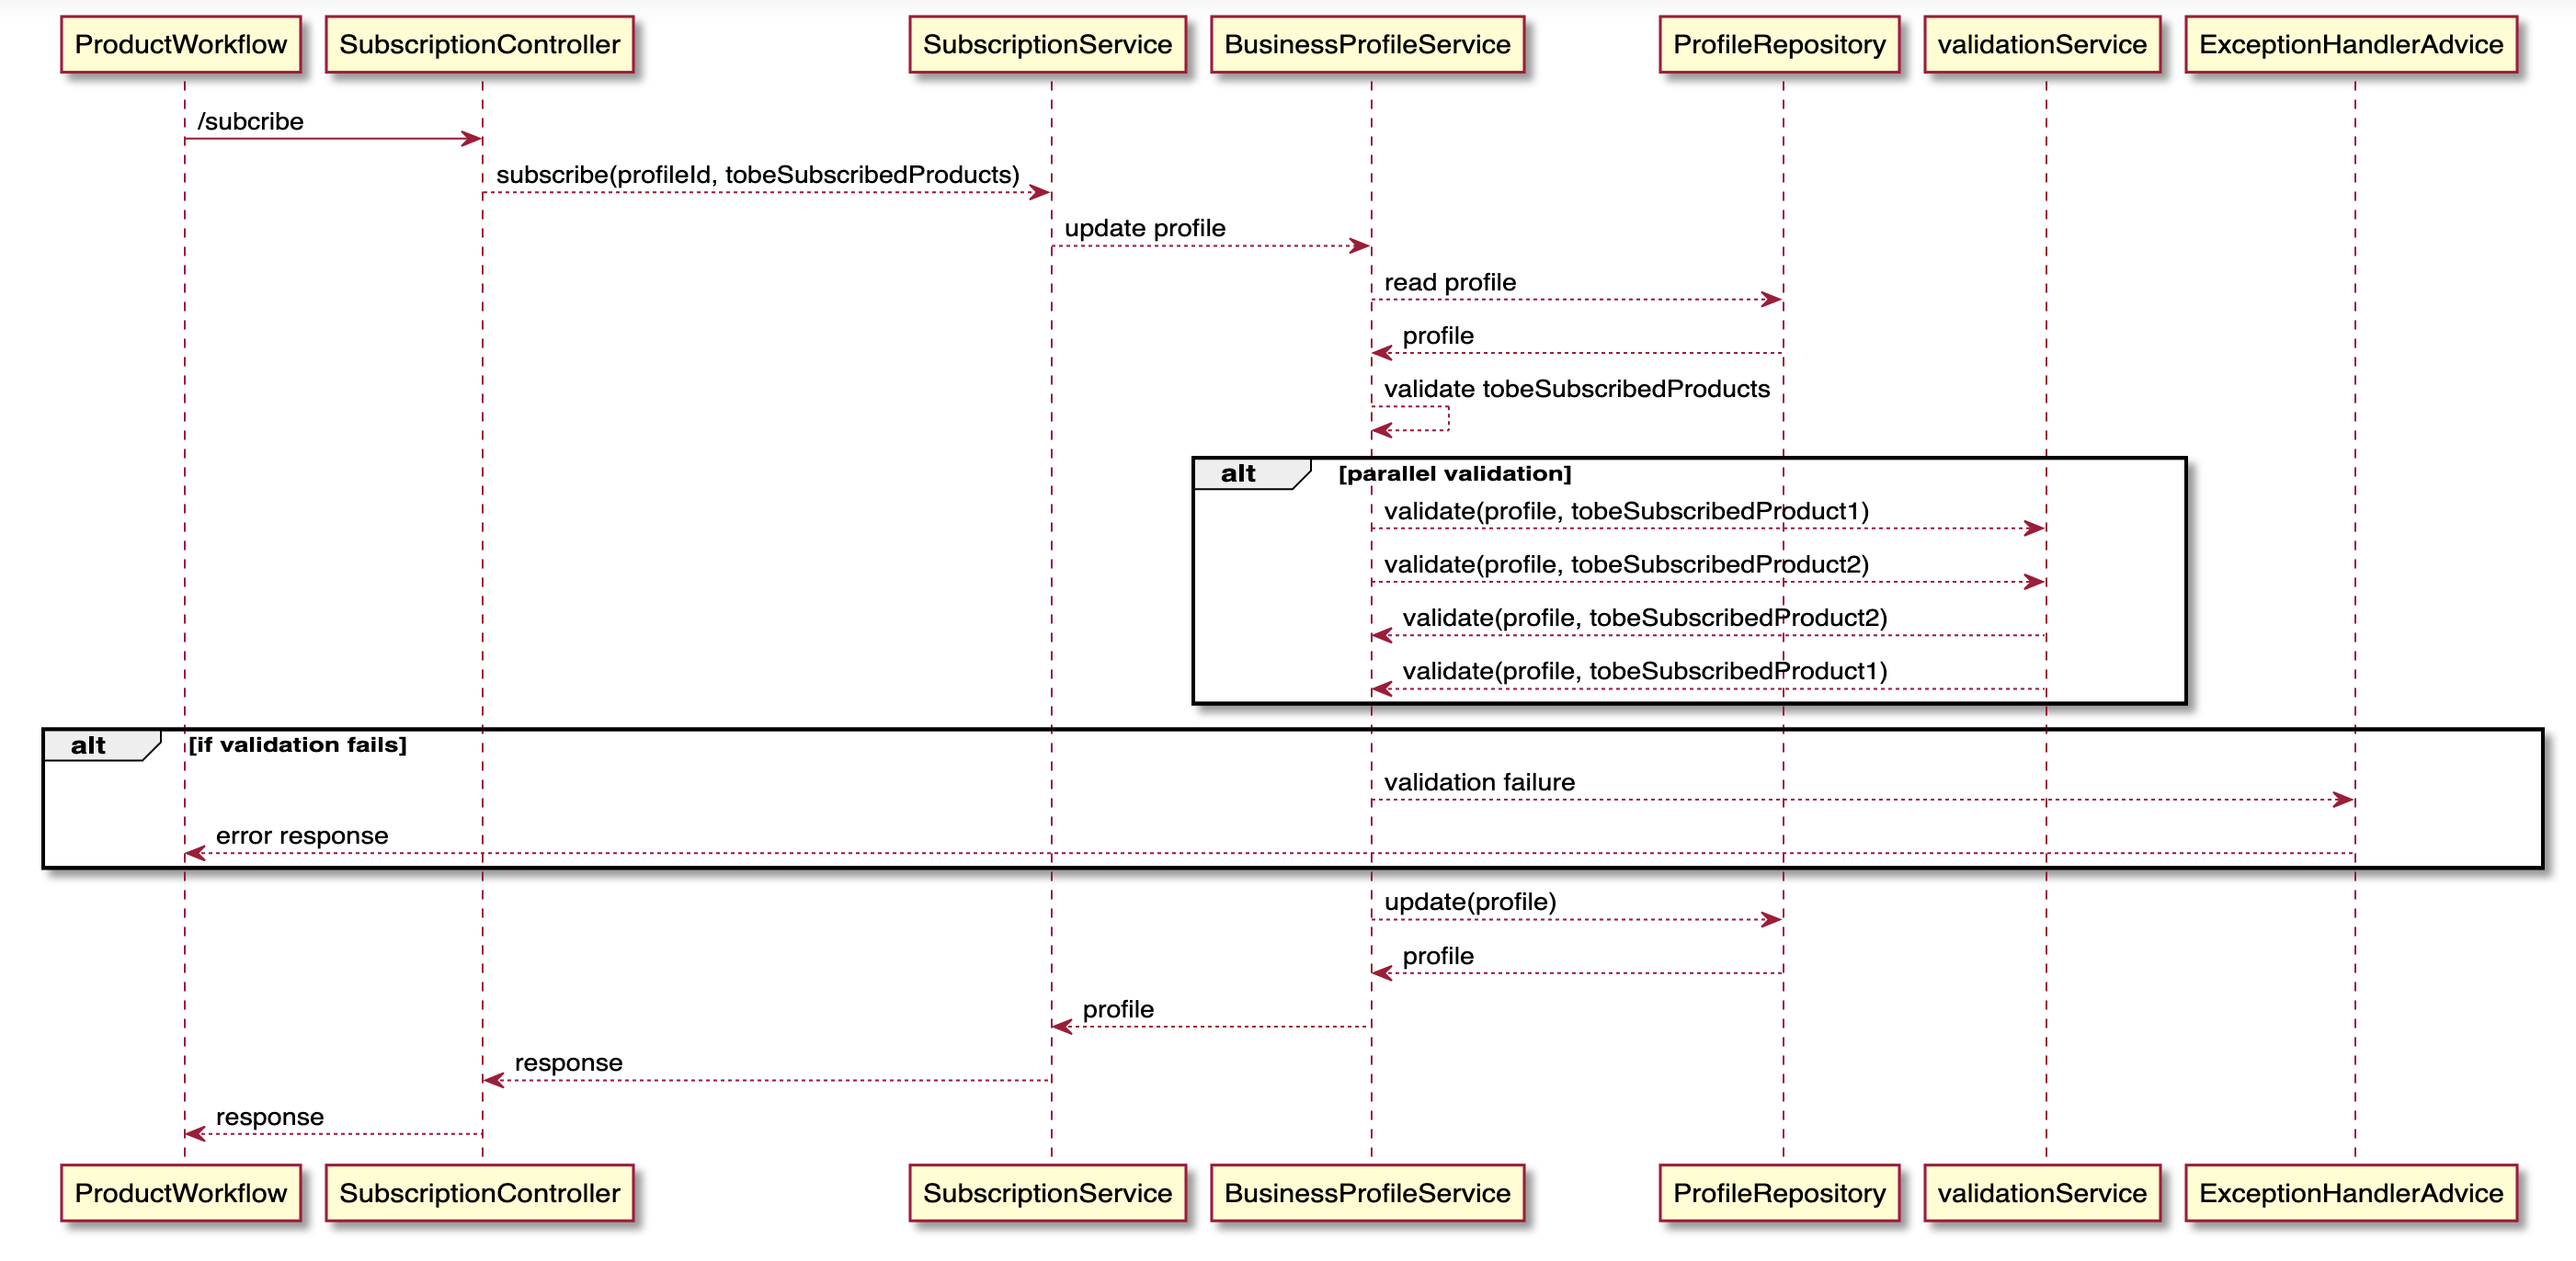 ProductWorkflow
SubscriptionController
SubscriptionService
BusinessProfileService
ProfileRepository
validationService
ExceptionHandlerAdvice
/subcribe
subscribe(profileId, tobeSubscribedProducts)
update profile
read profile
profile
validate tobeSubscribedProducts
alt [parallel validation]
validate(profile, tobeSubscribedProduct1)
validate(profile, tobeSubscribedProduct2)
validate(profile, tobeSubscribedProduct2)
validate(profile, tobeSubscribedProduct1)
alt [if validation fails]
validation failure
error response
update(profile)
profile
profile
response
response
ProductWorkflow
SubscriptionController
SubscriptionService
BusinessProfileService
ProfileRepository
validationService
ExceptionHandlerAdvice